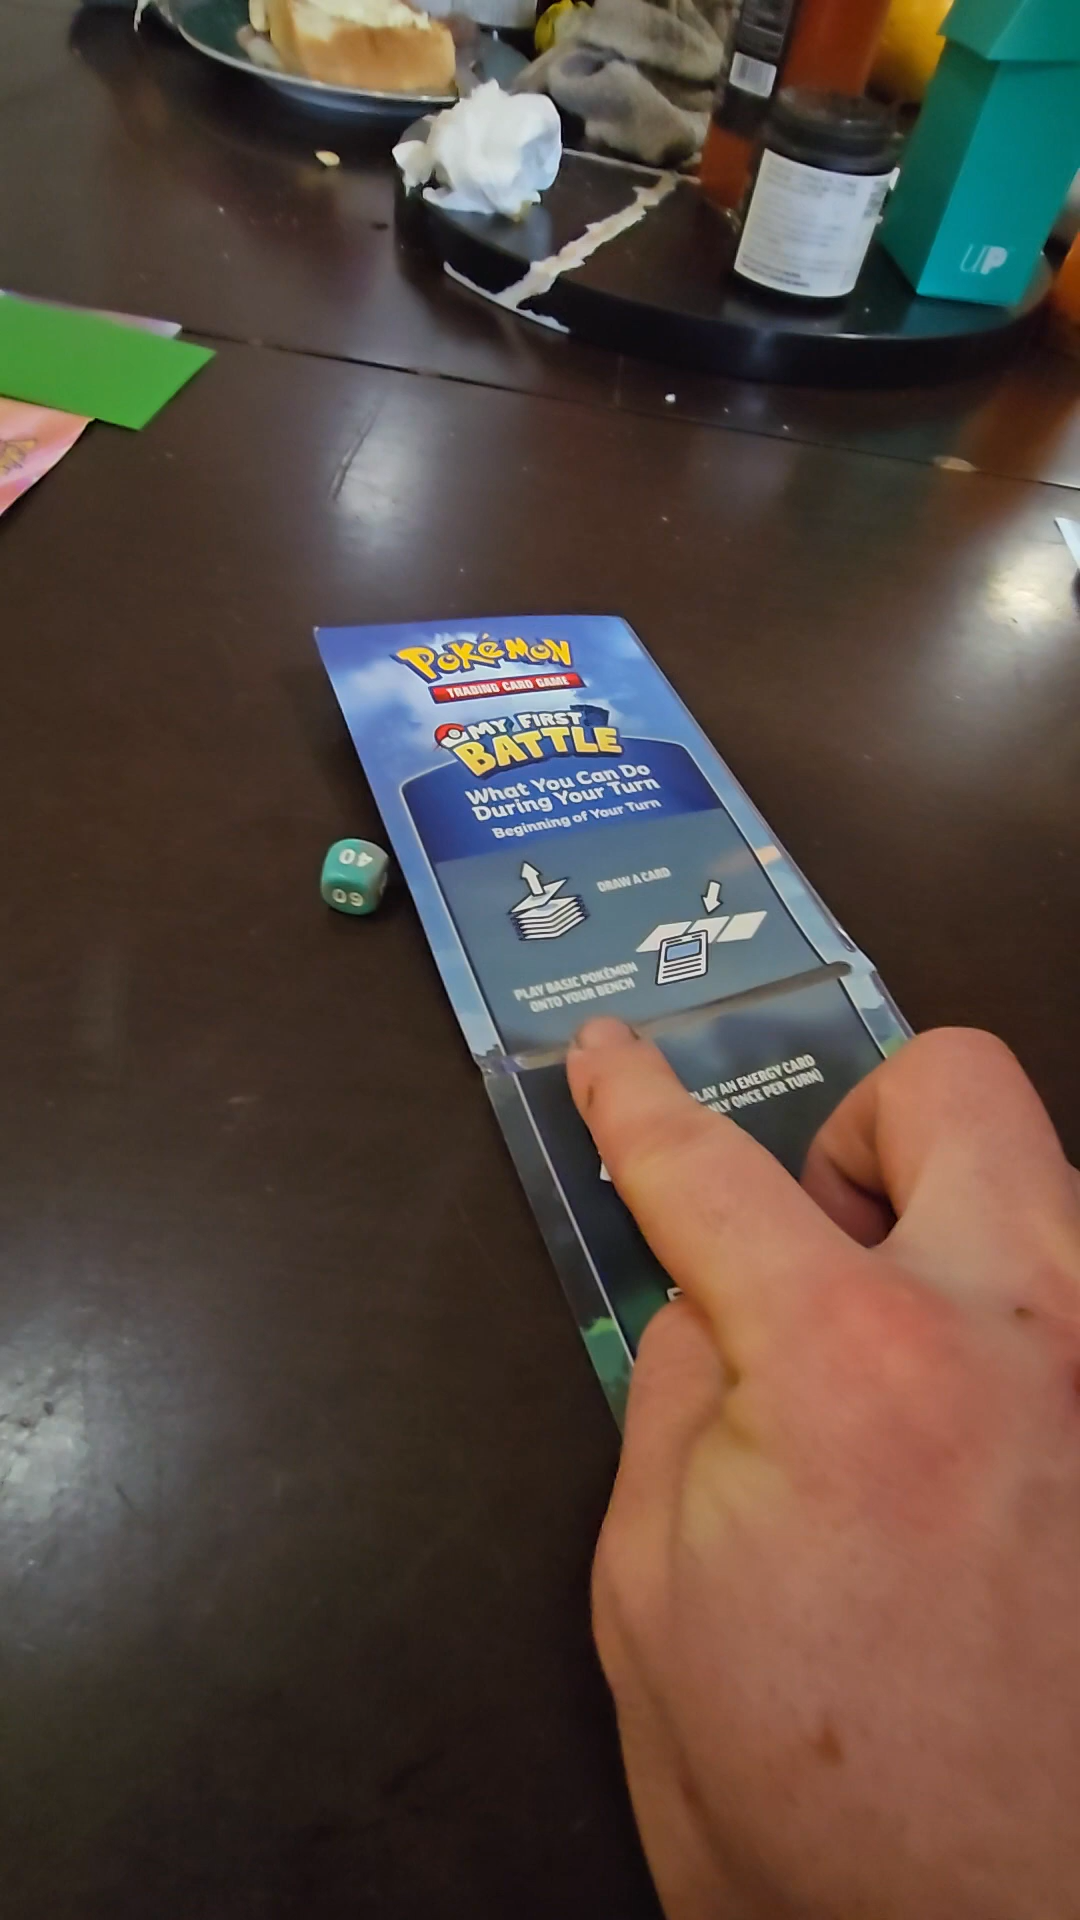 UP
POKéMON
TRADING CARD GAME
MY FIRST
BATTLE
What You Can Do
During Your Turn
Beginning of Your Turn
DRAW A CARD
PLAY BASIC POKÉMON
ONTO YOUR BENCH
40
60
PLAY AN ENERGY CARD
ONLY ONCE PER TURN)